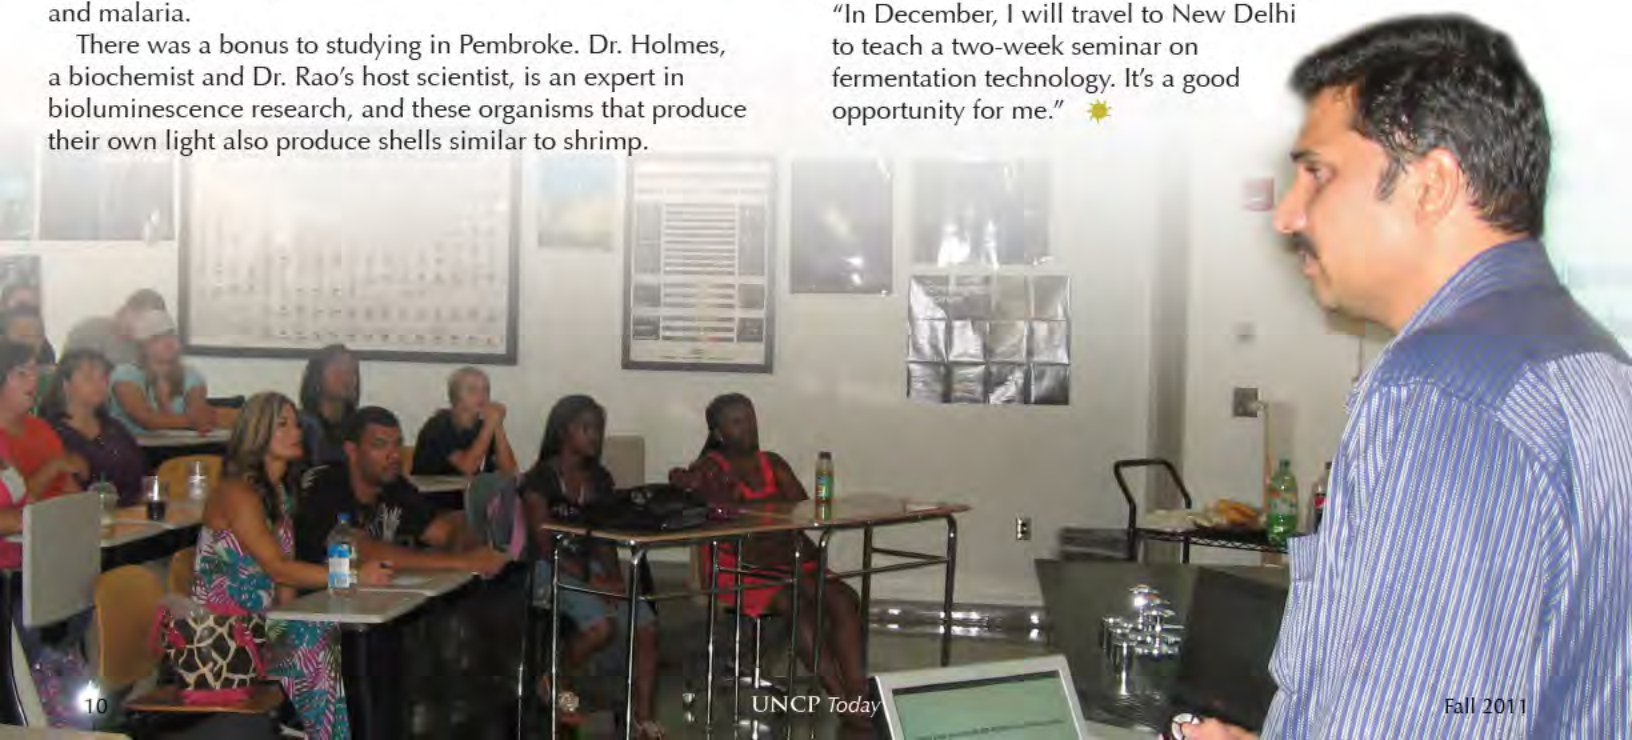 and malaria.
There was a bonus to studying in Pembroke. Dr. Holmes,
a biochemist and Dr. Rao’s host scientist, is an expert in
bioluminescence research, and these organisms that produce
their own light also produce shells similar to shrimp.
“In December, I will travel to New Delhi
to teach a two-week seminar on
fermentation technology. It’s a good
opportunity for me.”
10
UNCP Today
Fall 2011